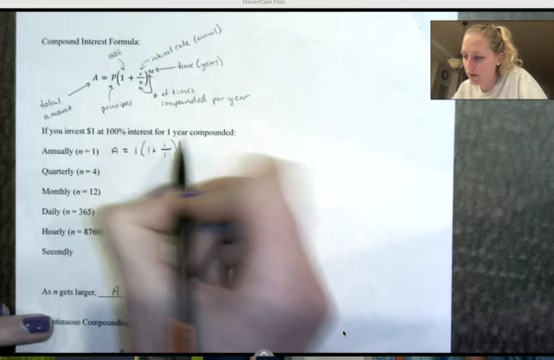 HoverCam Flex
Compound Interest Formula:
100%
interest rate (annual)
A = P(1 + r/n)^nt
time (years)
total amount
principal
# of times compounded per year
If you invest $1 at 100% interest for 1 year compounded:
Annually (n = 1) A = 1(1+ 1/1)
Quarterly (n = 4)
Monthly (n = 12)
Daily (n = 365)
Hourly (n = 8760)
Secondly
As n gets larger, A
ntinuous Compounding